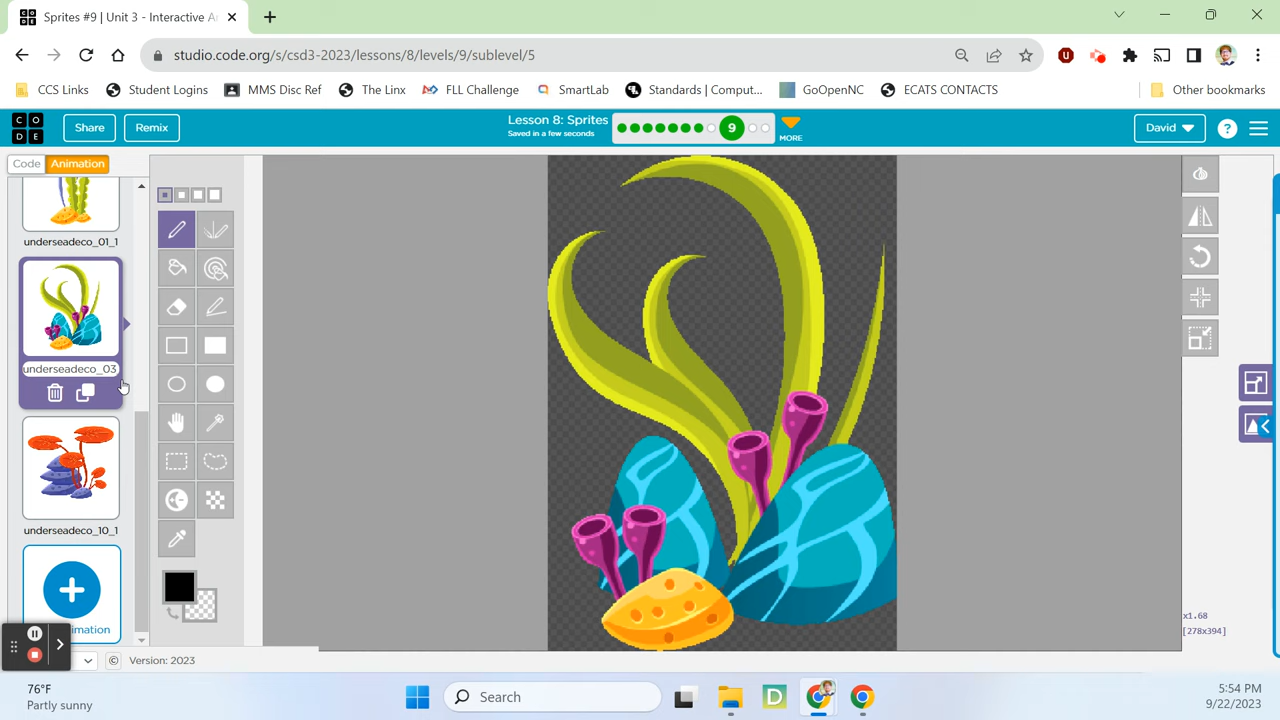 Sprites #9 | Unit 3 - Interactive Ar
studio.code.org/s/csd3-2023/lessons/8/levels/9/sublevel/5
CCS Links
Student Logins
MMS Disc Ref
The Linx
FLL Challenge
SmartLab
Standards | Comput...
GoOpenNC
ECATS CONTACTS
Other bookmarks
CO
DE
Share
Remix
Lesson 8: Sprites
Saved in a few seconds
9
MORE
David
?
Code
Animation
underseadeco_01_1
underseadeco_03
underseadeco_10_1
imation
x1.68
[278x394]
© Version: 2023
76°F
Partly sunny
Search
D
5:54 PM
9/22/2023